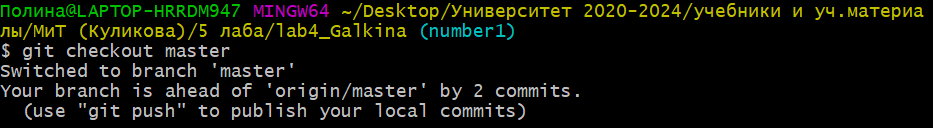 Полина@LAPTOP-HRRDM947 MINGW64 ~/Desktop/Университет 2020-2024/учебники и уч.материа
лы/МиТ (Куликова)/5 лаба/lab4_Galkina (number1)
$ git checkout master
Switched to branch 'master'
Your branch is ahead of 'origin/master' by 2 commits.
  (use "git push" to publish your local commits)